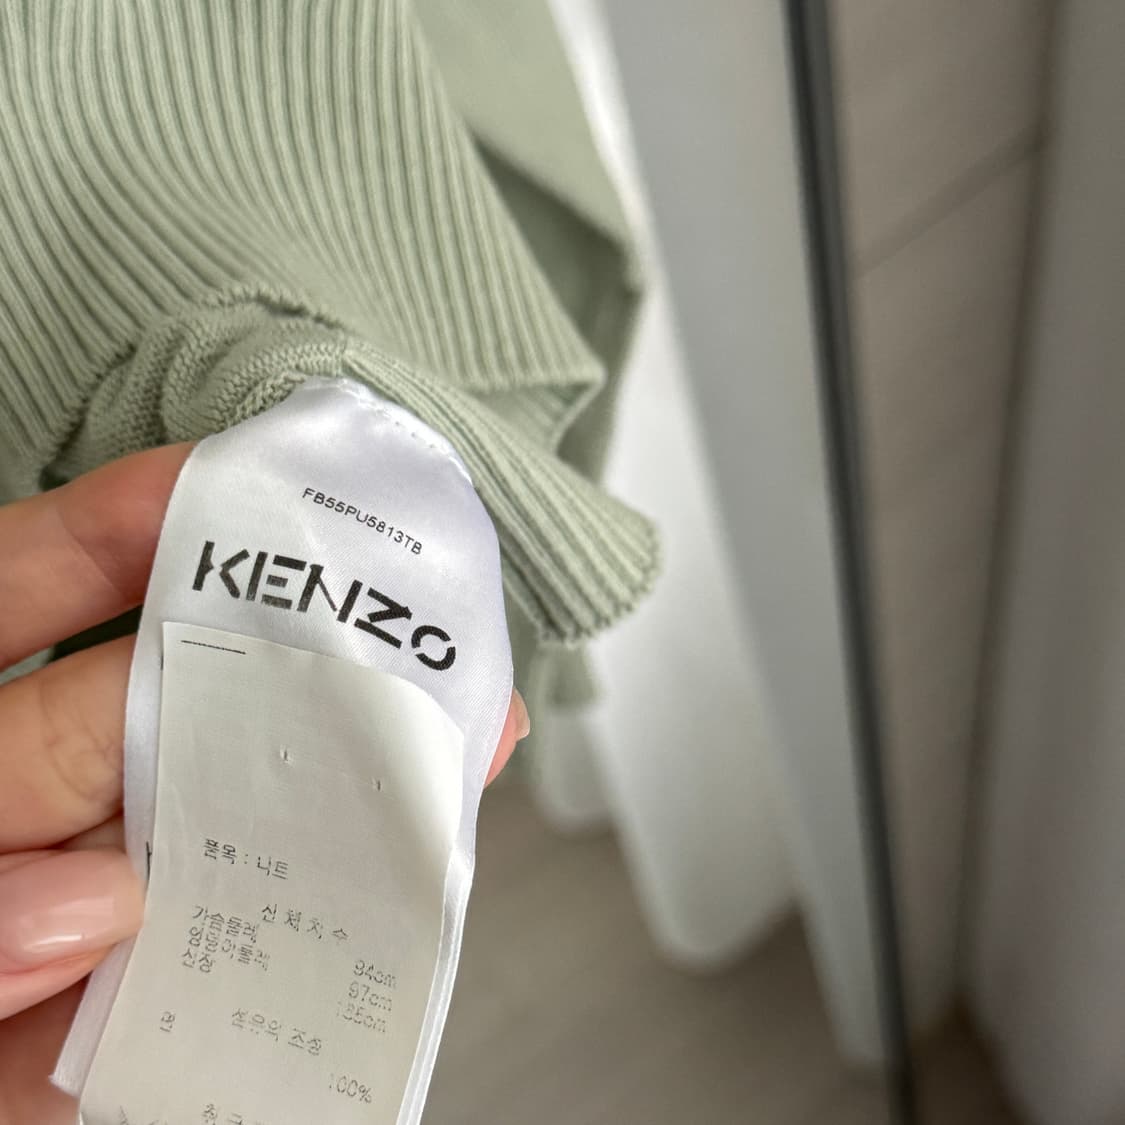 FB55PU5813TB
KENZO
품목 : 니트
신 체 치 수
가슴둘레 94cm
엉덩이둘레 97cm
신장 185cm
섬유의 조성
면 100%